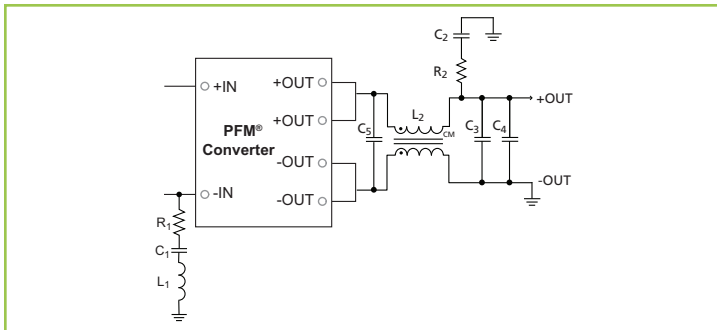 C2
R2
+IN
+OUT
+OUT
PFM®
Converter
-OUT
-IN
-OUT
C5
L2
CM
C3
C4
+OUT
-OUT
R1
C1
L1